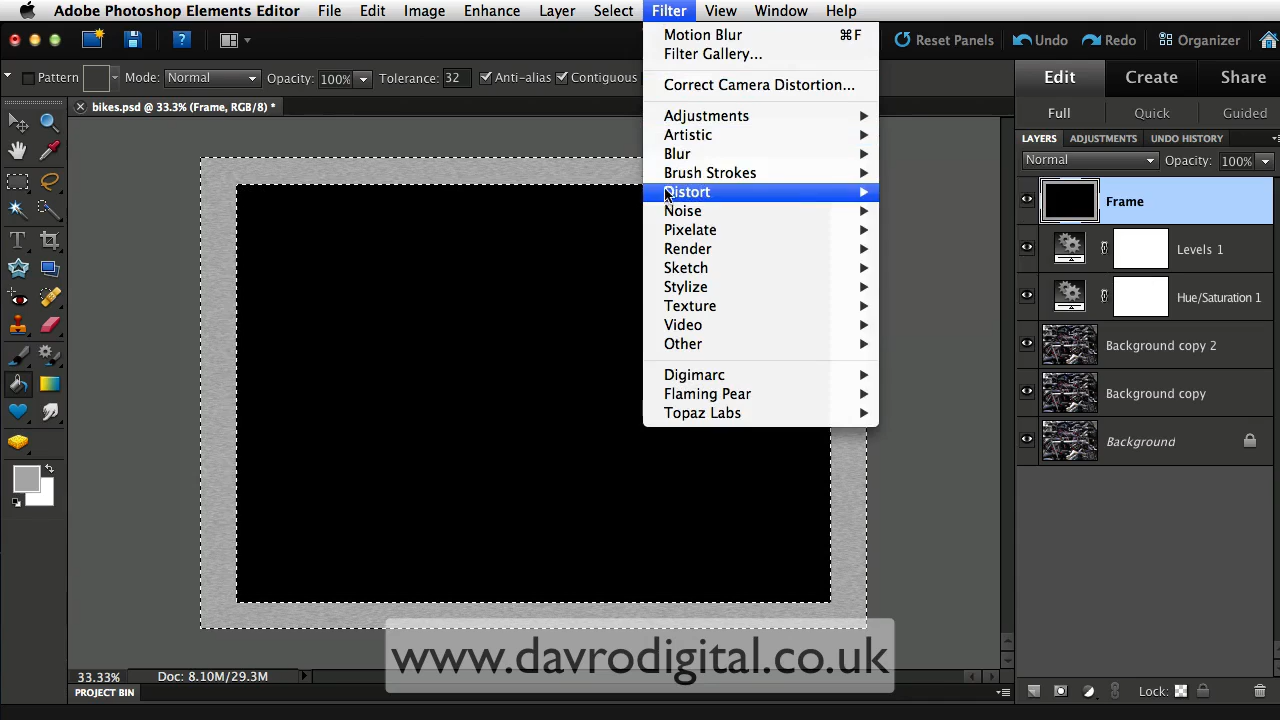 Adobe Photoshop Elements Editor File Edit Image Enhance Layer Select Filter View Window Help
Reset Panels Undo Redo Organizer
Pattern Mode: Normal Opacity: 100% Tolerance: 32 Anti-alias Contiguous
Edit Create Share
bikes.psd @ 33.3% (Frame, RGB/8) *
Full Quick Guided
LAYERS ADJUSTMENTS UNDO HISTORY
Normal Opacity: 100%
Frame
Levels 1
Hue/Saturation 1
Background copy 2
Background copy
Background
Lock:
Motion Blur ⌘F
Filter Gallery...
Correct Camera Distortion...
Adjustments
Artistic
Blur
Brush Strokes
Distort
Noise
Pixelate
Render
Sketch
Stylize
Texture
Video
Other
Digimarc
Flaming Pear
Topaz Labs
T
www.davrodigital.co.uk
33.33% Doc: 8.10M/29.3M
PROJECT BIN